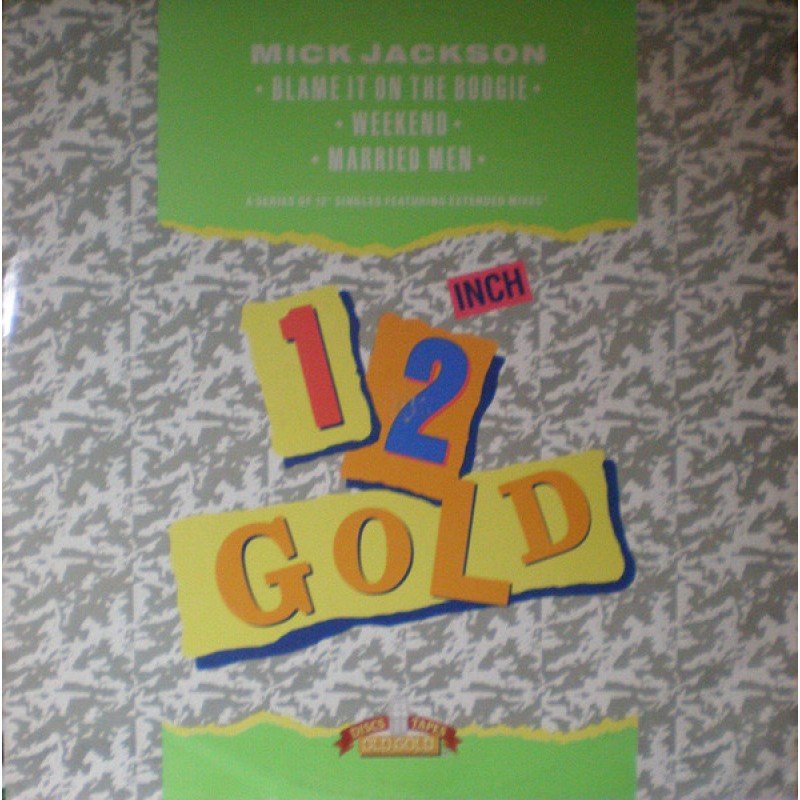 MICK JACKSON
• BLAME IT ON THE BOOGIE •
• WEEKEND •
• MARRIED MEN •
A SERIES OF 12" SINGLES FEATURING EXTENDED MIXES"
INCH
12
GOLD
DISCS TAPES
OLD GOLD